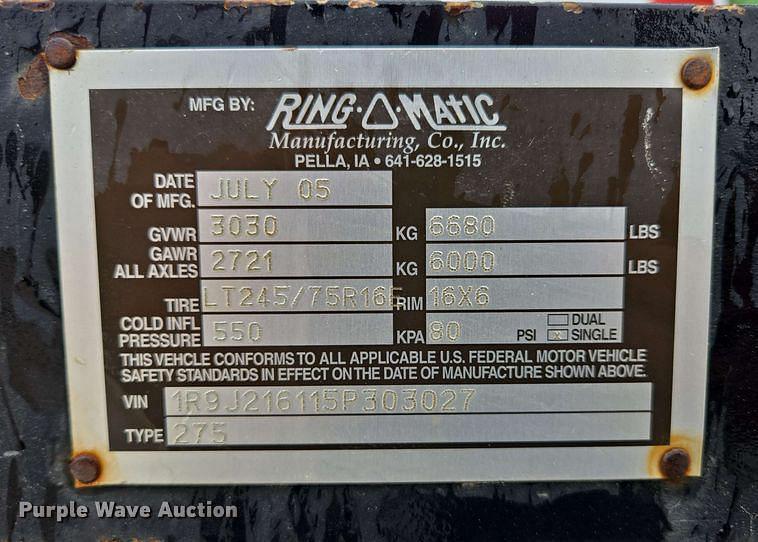 MFG BY: RING·O·MATIC
Manufacturing, Co., Inc.
PELLA, IA • 641-628-1515
DATE OF MFG. JULY 05
GVWR 3030 KG 6680 LBS
GAWR ALL AXLES 2721 KG 6000 LBS
TIRE LT245/75R16E RIM 16X6
COLD INFL PRESSURE 550 KPA 80 PSI DUAL X SINGLE
THIS VEHICLE CONFORMS TO ALL APPLICABLE U.S. FEDERAL MOTOR VEHICLE
SAFETY STANDARDS IN EFFECT ON THE DATE OF MANUFACTURE SHOWN ABOVE.
VIN 1R9J216115P303027
TYPE 275
Purple Wave Auction